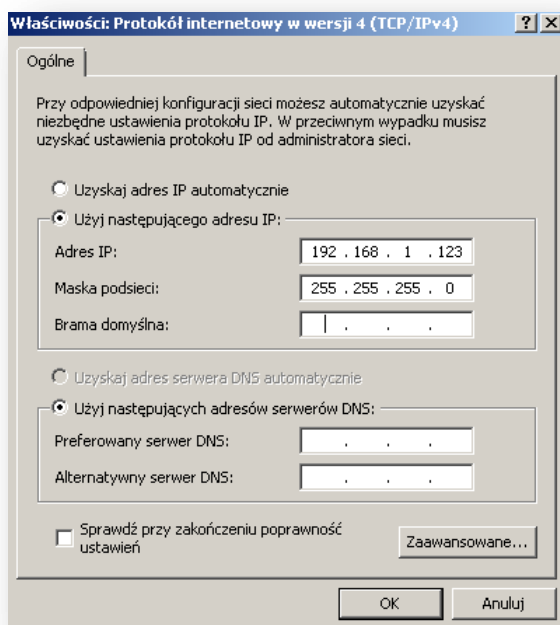 Właściwości: Protokół internetowy w wersji 4 (TCP/IPv4)
Ogólne
Przy odpowiedniej konfiguracji sieci możesz automatycznie uzyskać
niezbędne ustawienia protokołu IP. W przeciwnym wypadku musisz
uzyskać ustawienia protokołu IP od administratora sieci.
Uzyskaj adres IP automatycznie
Użyj następującego adresu IP:
Adres IP: 192 . 168 . 1 . 123
Maska podsieci: 255 . 255 . 255 . 0
Brama domyślna: . . .
Uzyskaj adres serwera DNS automatycznie
Użyj następujących adresów serwerów DNS:
Preferowany serwer DNS: . . .
Alternatywny serwer DNS: . . .
Sprawdź przy zakończeniu poprawność
ustawień
Zaawansowane...
OK Anuluj